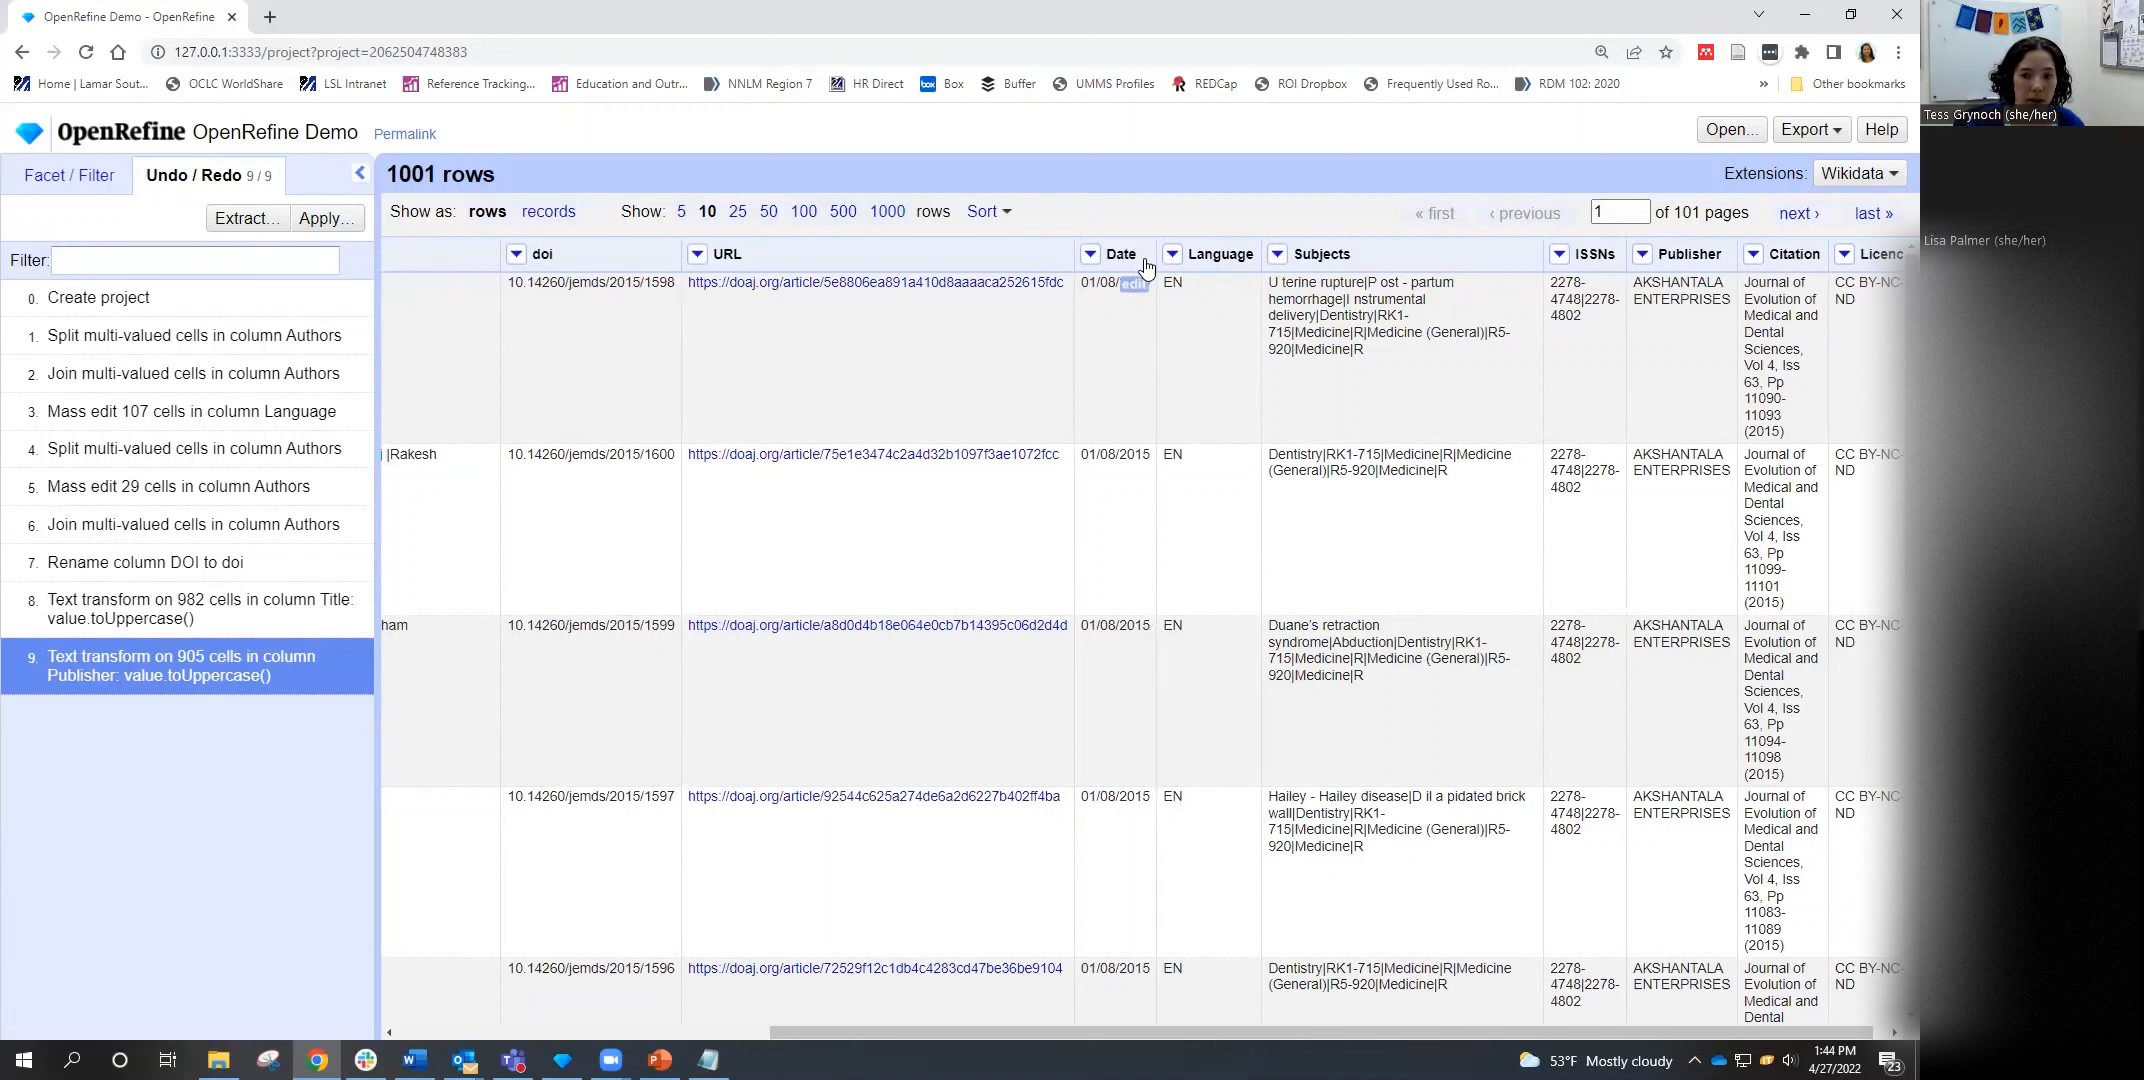 OpenRefine Demo - OpenRefine
127.0.0.1:3333/project?project=2062504748383
Home | Lamar Sout... OCLC WorldShare LSL Intranet Reference Tracking... Education and Outr... NNLM Region 7 HR Direct Box Buffer UMMS Profiles REDCap ROI Dropbox Frequently Used Ro... RDM 102: 2020 » Other bookmarks
OpenRefine OpenRefine Demo Permalink
Open... Export Help
Facet / Filter Undo / Redo 9 / 9
1001 rows
Extensions: Wikidata
Extract... Apply...
Show as: rows records Show: 5 10 25 50 100 500 1000 rows Sort
« first ‹ previous 1 of 101 pages next › last »
Filter:
0. Create project
1. Split multi-valued cells in column Authors
2. Join multi-valued cells in column Authors
3. Mass edit 107 cells in column Language
4. Split multi-valued cells in column Authors
5. Mass edit 29 cells in column Authors
6. Join multi-valued cells in column Authors
7. Rename column DOI to doi
8. Text transform on 982 cells in column Title:
value.toUppercase()
9. Text transform on 905 cells in column
Publisher: value.toUppercase()
doi URL Date Language Subjects ISSNs Publisher Citation Licenc
10.14260/jemds/2015/1598 https://doaj.org/article/5e8806ea891a410d8aaaaca252615fdc 01/08/ edit EN
U terine rupture|P ost - partum
hemorrhage|I nstrumental
delivery|Dentistry|RK1-
715|Medicine|R|Medicine (General)|R5-
920|Medicine|R
2278-
4748|2278-
4802
AKSHANTALA
ENTERPRISES
Journal of
Evolution of
Medical and
Dental
Sciences,
Vol 4, Iss
63, Pp
11090-
11093
(2015)
CC BY-NC-
ND
i |Rakesh
10.14260/jemds/2015/1600 https://doaj.org/article/75e1e3474c2a4d32b1097f3ae1072fcc 01/08/2015 EN
Dentistry|RK1-715|Medicine|R|Medicine
(General)|R5-920|Medicine|R
2278-
4748|2278-
4802
AKSHANTALA
ENTERPRISES
Journal of
Evolution of
Medical and
Dental
Sciences,
Vol 4, Iss
63, Pp
11099-
11101
(2015)
CC BY-NC-
ND
ham
10.14260/jemds/2015/1599 https://doaj.org/article/a8d0d4b18e064e0cb7b14395c06d2d4d 01/08/2015 EN
Duane's retraction
syndrome|Abduction|Dentistry|RK1-
715|Medicine|R|Medicine (General)|R5-
920|Medicine|R
2278-
4748|2278-
4802
AKSHANTALA
ENTERPRISES
Journal of
Evolution of
Medical and
Dental
Sciences,
Vol 4, Iss
63, Pp
11094-
11098
(2015)
CC BY-NC-
ND
10.14260/jemds/2015/1597 https://doaj.org/article/92544c625a274de6a2d6227b402ff4ba 01/08/2015 EN
Hailey - Hailey disease|D il a pidated brick
wall|Dentistry|RK1-
715|Medicine|R|Medicine (General)|R5-
920|Medicine|R
2278-
4748|2278-
4802
AKSHANTALA
ENTERPRISES
Journal of
Evolution of
Medical and
Dental
Sciences,
Vol 4, Iss
63, Pp
11083-
11089
(2015)
CC BY-NC-
ND
10.14260/jemds/2015/1596 https://doaj.org/article/72529f12c1db4c4283cd47be36be9104 01/08/2015 EN
Dentistry|RK1-715|Medicine|R|Medicine
(General)|R5-920|Medicine|R
2278-
4748|2278-
4802
AKSHANTALA
ENTERPRISES
Journal of
Evolution of
Medical and
Dental
CC BY-NC-
ND
Tess Grynoch (she/her)
Lisa Palmer (she/her)
53°F Mostly cloudy
1:44 PM
4/27/2022
23